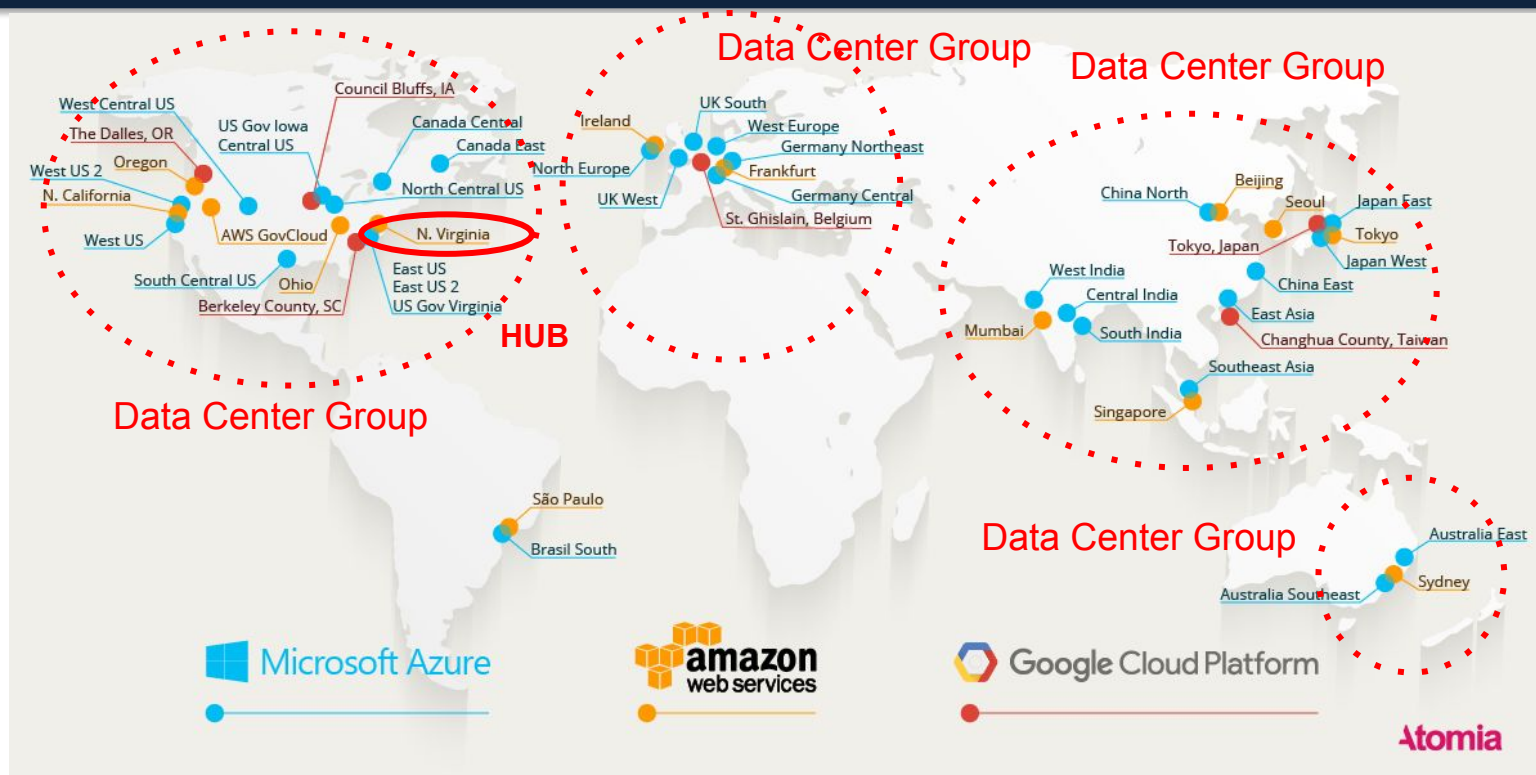 Data Center Group
Data Center Group
West Central US
Council Bluffs, IA
The Dalles, OR
US Gov Iowa
Central US
Canada Central
Canada East
Oregon
West US 2
N. California
North Central US
West US
AWS GovCloud
N. Virginia
South Central US
Ohio
Berkeley County, SC
East US
East US 2
US Gov Virginia
HUB
Data Center Group
Ireland
UK South
West Europe
Germany Northeast
North Europe
Frankfurt
UK West
Germany Central
St. Ghislain, Belgium
China North
Beijing
Seoul
Japan East
Tokyo, Japan
Tokyo
Japan West
West India
China East
Central India
East Asia
Mumbai
South India
Changhua County, Taiwan
Southeast Asia
Singapore
São Paulo
Brasil South
Data Center Group
Australia East
Sydney
Australia Southeast
Microsoft Azure
amazon
web services
Google Cloud Platform
Atomia